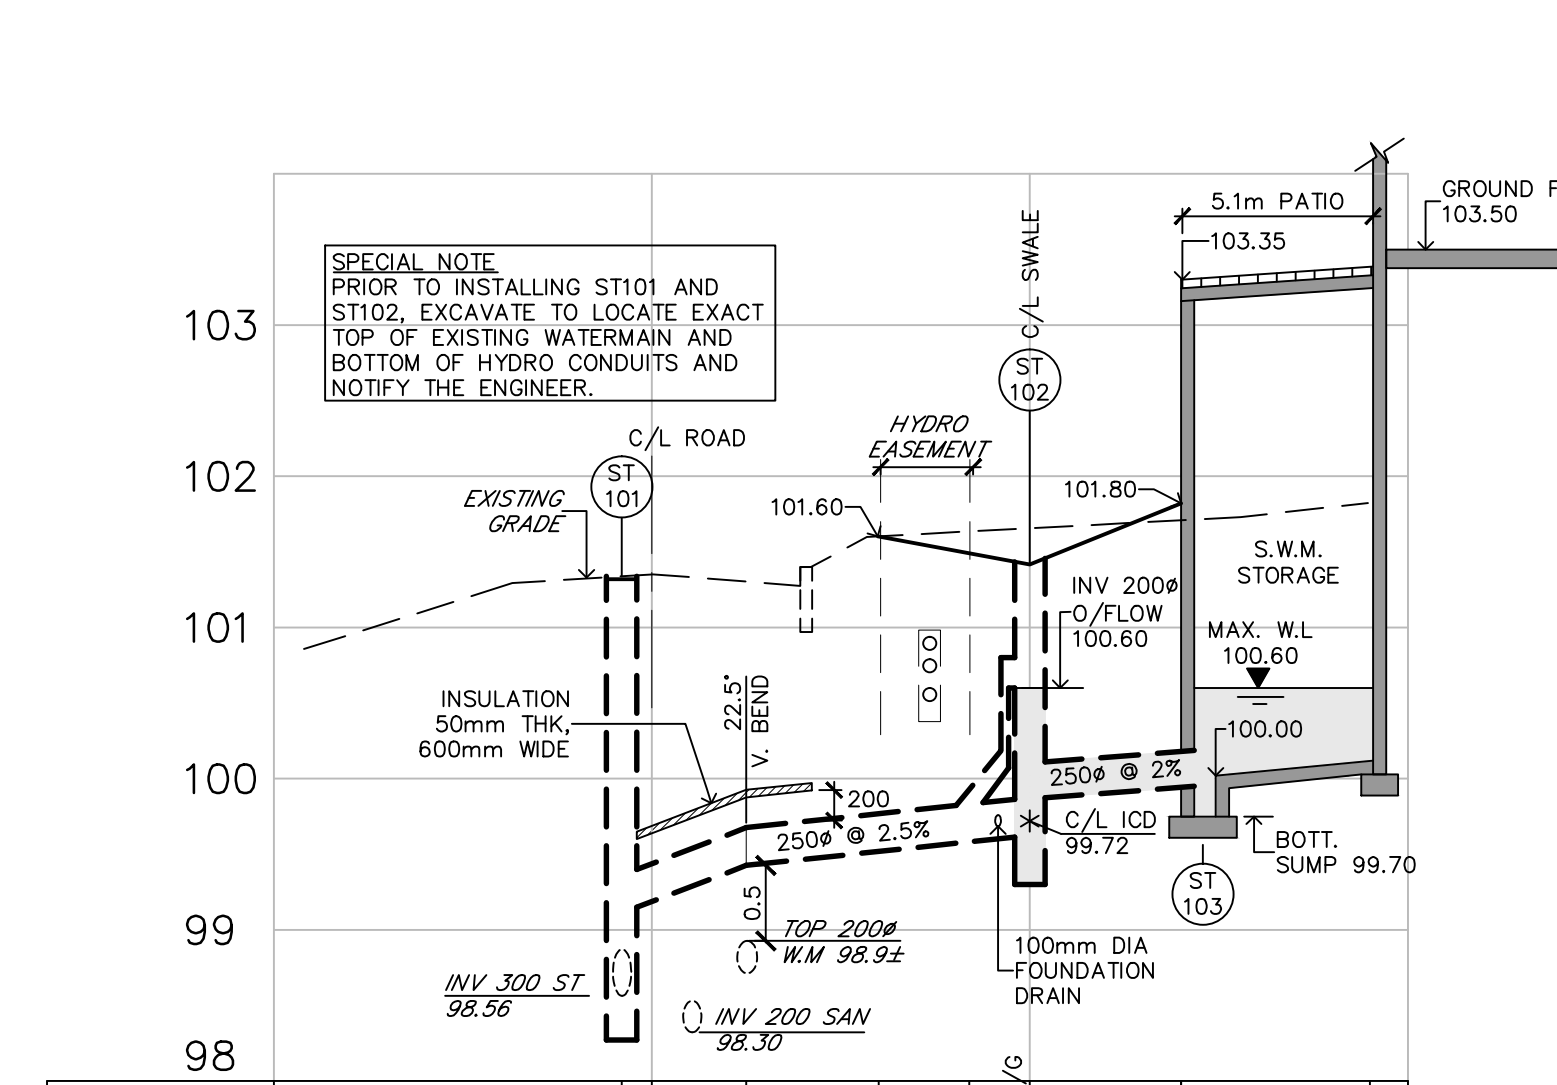 GROUND F
103.50
5.1m PATIO
103.35
C/L SWALE
SPECIAL NOTE
PRIOR TO INSTALLING ST101 AND
ST102, EXCAVATE TO LOCATE EXACT
TOP OF EXISTING WATERMAIN AND
BOTTOM OF HYDRO CONDUITS AND
NOTIFY THE ENGINEER.
103
ST
102
C/L ROAD
HYDRO
EASEMENT
102
ST
101
EXISTING
GRADE
101.60
101.80
S.W.M.
STORAGE
INV 200ø
O/FLOW
100.60
101
MAX. W.L
100.60
INSULATION
50mm THK,
600mm WIDE
22.5°
V. BEND
100.00
100
250ø @ 2%
200
250ø @ 2.5%
C/L ICD
99.72
BOTT.
SUMP 99.70
ST
103
0.5
99
TOP 200ø
W.M 98.9±
100mm DIA
FOUNDATION
DRAIN
INV 300 ST
98.56
INV 200 SAN
98.30
98
/G